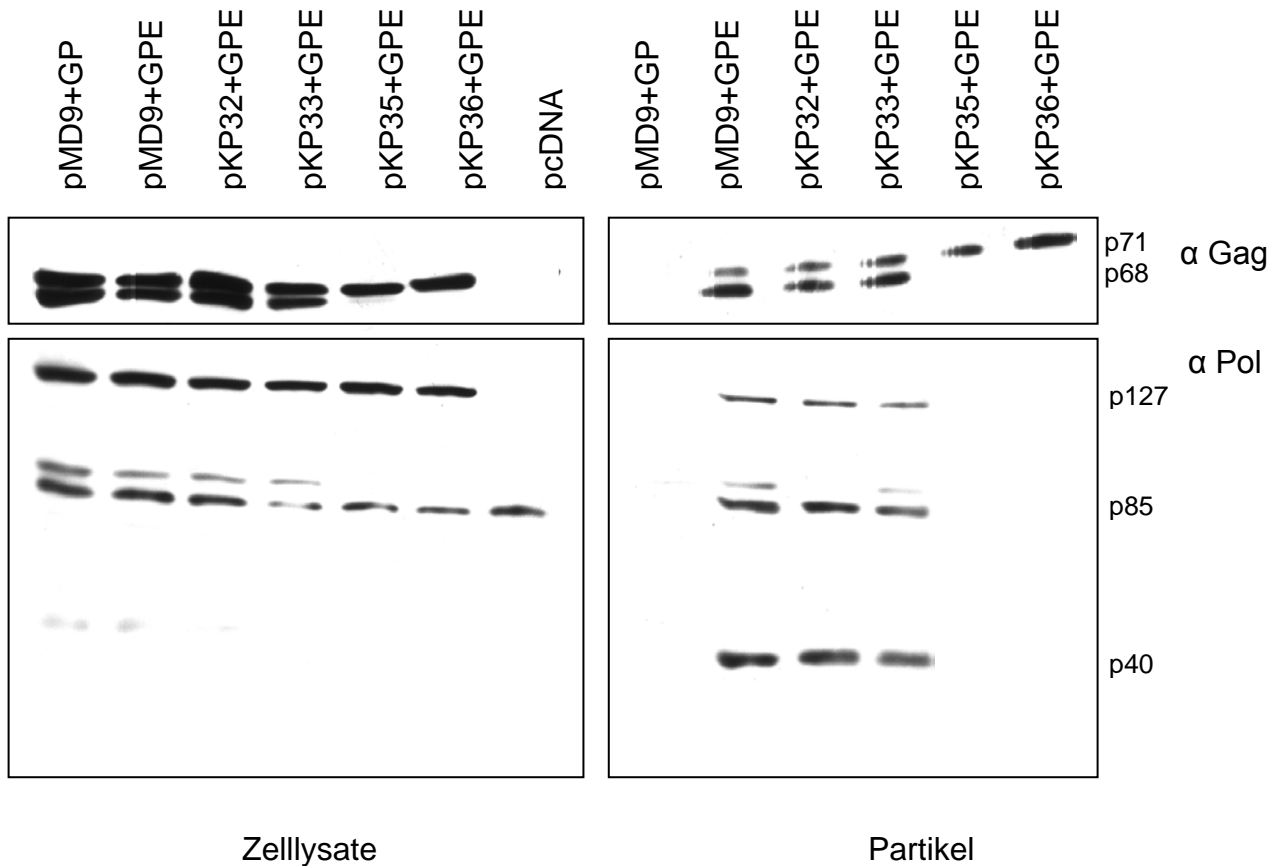 pMD9+GP
pMD9+GPE
pKP32+GPE
pKP33+GPE
pKP35+GPE
pKP36+GPE
pcDNA
pMD9+GP
pMD9+GPE
pKP32+GPE
pKP33+GPE
pKP35+GPE
pKP36+GPE
p71
p68
α Gag
α Pol
p127
p85
p40
Zelllysate
Partikel